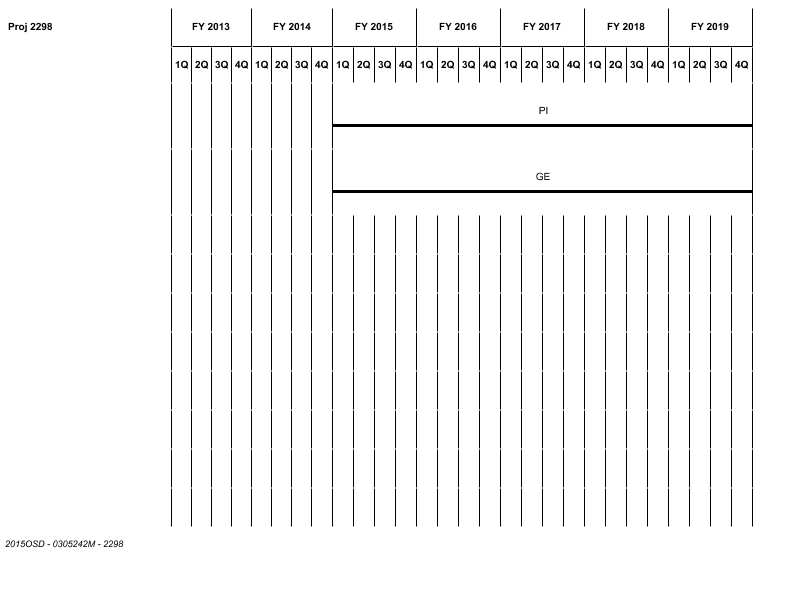 Proj 2298 FY 2013 FY 2014 FY 2015 FY 2016 FY 2017 FY 2018 FY 2019
1Q 2Q 3Q 4Q 1Q 2Q 3Q 4Q 1Q 2Q 3Q 4Q 1Q 2Q 3Q 4Q 1Q 2Q 3Q 4Q 1Q 2Q 3Q 4Q 1Q 2Q 3Q 4Q
PI
GE
2015OSD - 0305242M - 2298